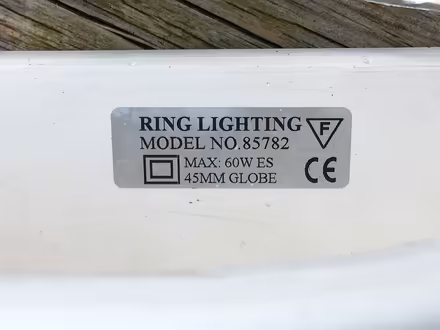 RING LIGHTING F
MODEL NO.85782
MAX: 60W ES
45MM GLOBE CE